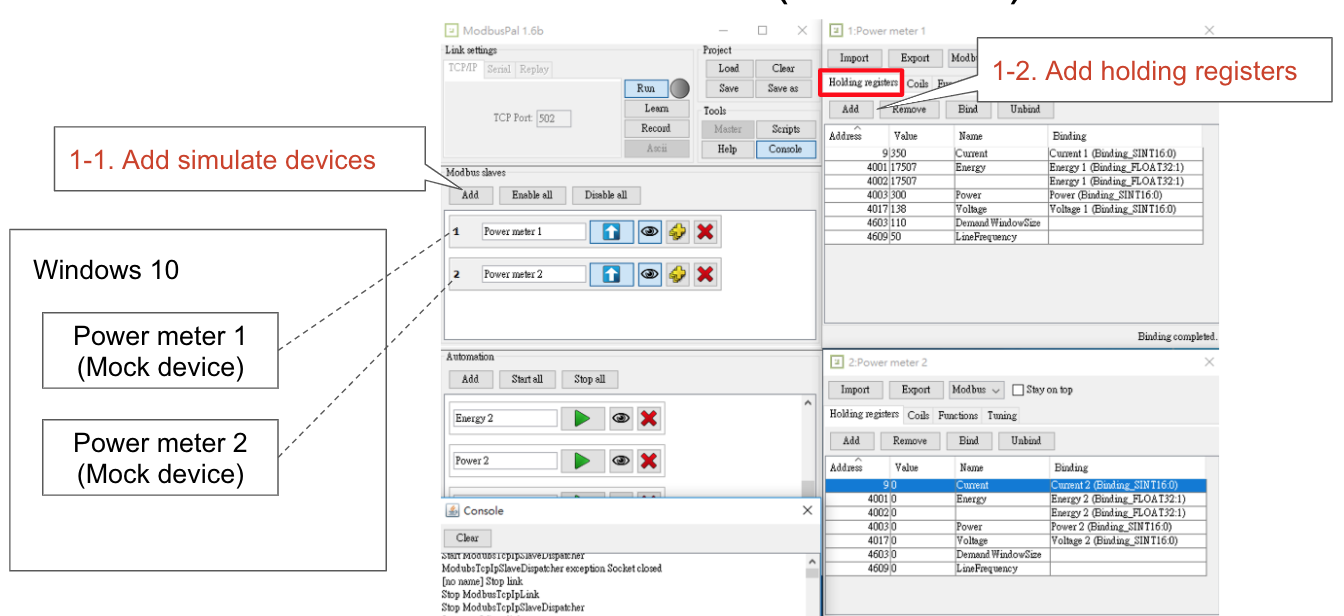 ModbusPal 1.6b
Link settings
TCP/IP Serial Replay
TCP Port: 502
Run
Learn
Record
Ascii
Project
Load Clear
Save Save as
Tools
Master Scripts
Help Console
1-1. Add simulate devices
Modbus slaves
Add Enable all Disable all
1 Power meter 1
2 Power meter 2
Windows 10
Power meter 1
(Mock device)
Power meter 2
(Mock device)
Automation
Add Start all Stop all
Energy 2
Power 2
Console
Clear
Start ModubsTcpIpSlaveDispatcher
ModubsTcpIpSlaveDispatcher exception Socket closed
[no name] Stop link
Stop ModbusTcpIpLink
Stop ModubsTcpIpSlaveDispatcher
1:Power meter 1
Import Export
1-2. Add holding registers
Holding registers Coils
Add Remove Bind Unbind
Address Value Name Binding
9 350 Current Current 1 (Binding_SINT16:0)
4001 17507 Energy Energy 1 (Binding_FLOAT32:1)
4002 17507 Energy 1 (Binding_FLOAT32:1)
4003 300 Power Power (Binding_SINT16:0)
4017 138 Voltage Voltage 1 (Binding_SINT16:0)
4603 110 DemandWindowSize
4609 50 LineFrequency
Binding completed.
2:Power meter 2
Import Export Modbus Stay on top
Holding registers Coils Functions Tuning
Add Remove Bind Unbind
Address Value Name Binding
9 0 Current Current 2 (Binding_SINT16:0)
4001 0 Energy Energy 2 (Binding_FLOAT32:1)
4002 0 Energy 2 (Binding_FLOAT32:1)
4003 0 Power Power 2 (Binding_SINT16:0)
4017 0 Voltage Voltage 2 (Binding_SINT16:0)
4603 0 DemandWindowSize
4609 0 LineFrequency